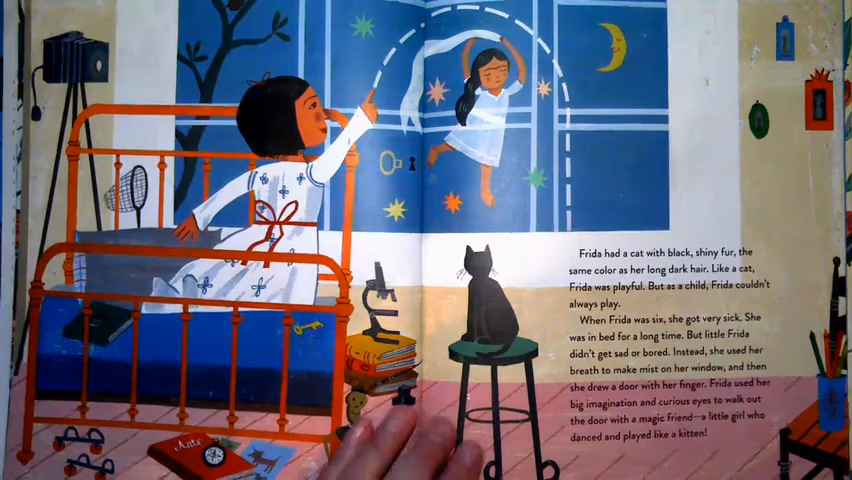 Frida had a cat with black, shiny fur, the
same color as her long dark hair. Like a cat,
Frida was playful. But as a child, Frida couldn't
always play.
When Frida was six, she got very sick. She
was in bed for a long time. But little Frida
didn't get sad or bored. Instead, she used her
breath to make mist on her window, and then
she drew a door with her finger. Frida used her
big imagination and curious eyes to walk out
the door with a magic friend—a little girl who
danced and played like a kitten!
Arte